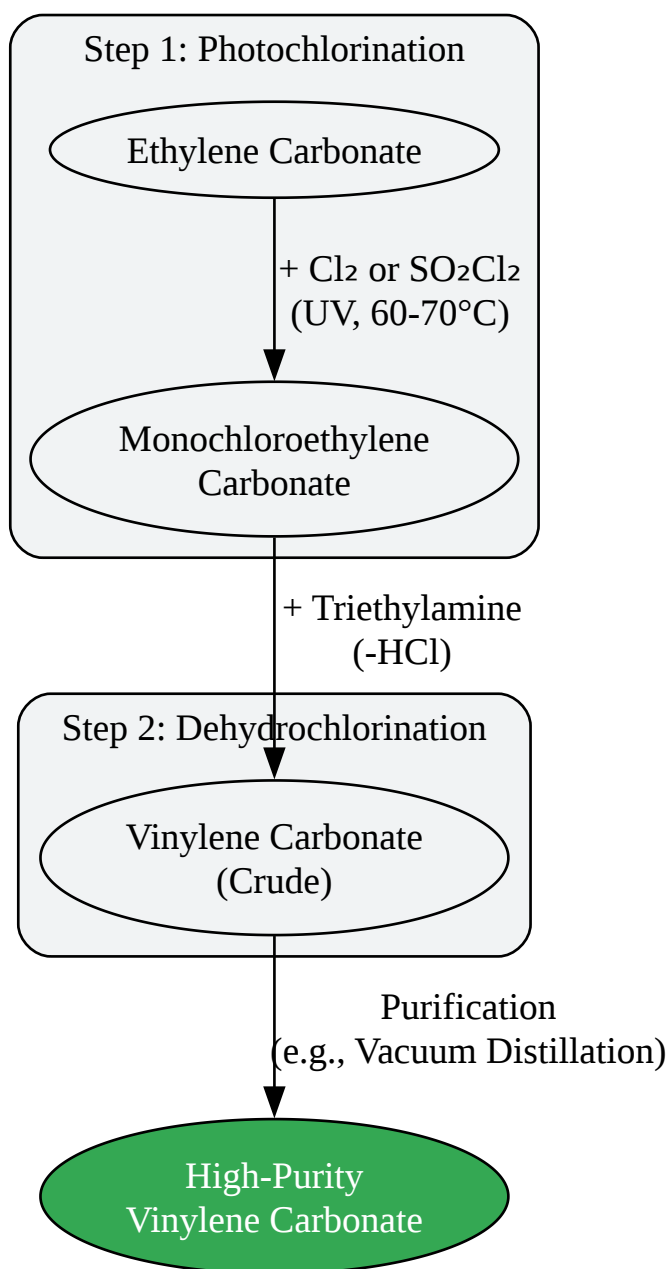 Step 1: Photochlorination
Ethylene Carbonate
+ Cl₂ or SO₂Cl₂
(UV, 60-70°C)
Monochloroethylene
Carbonate
+ Triethylamine
(-HCl)
Step 2: Dehydrochlorination
Vinylene Carbonate
(Crude)
Purification
(e.g., Vacuum Distillation)
High-Purity
Vinylene Carbonate